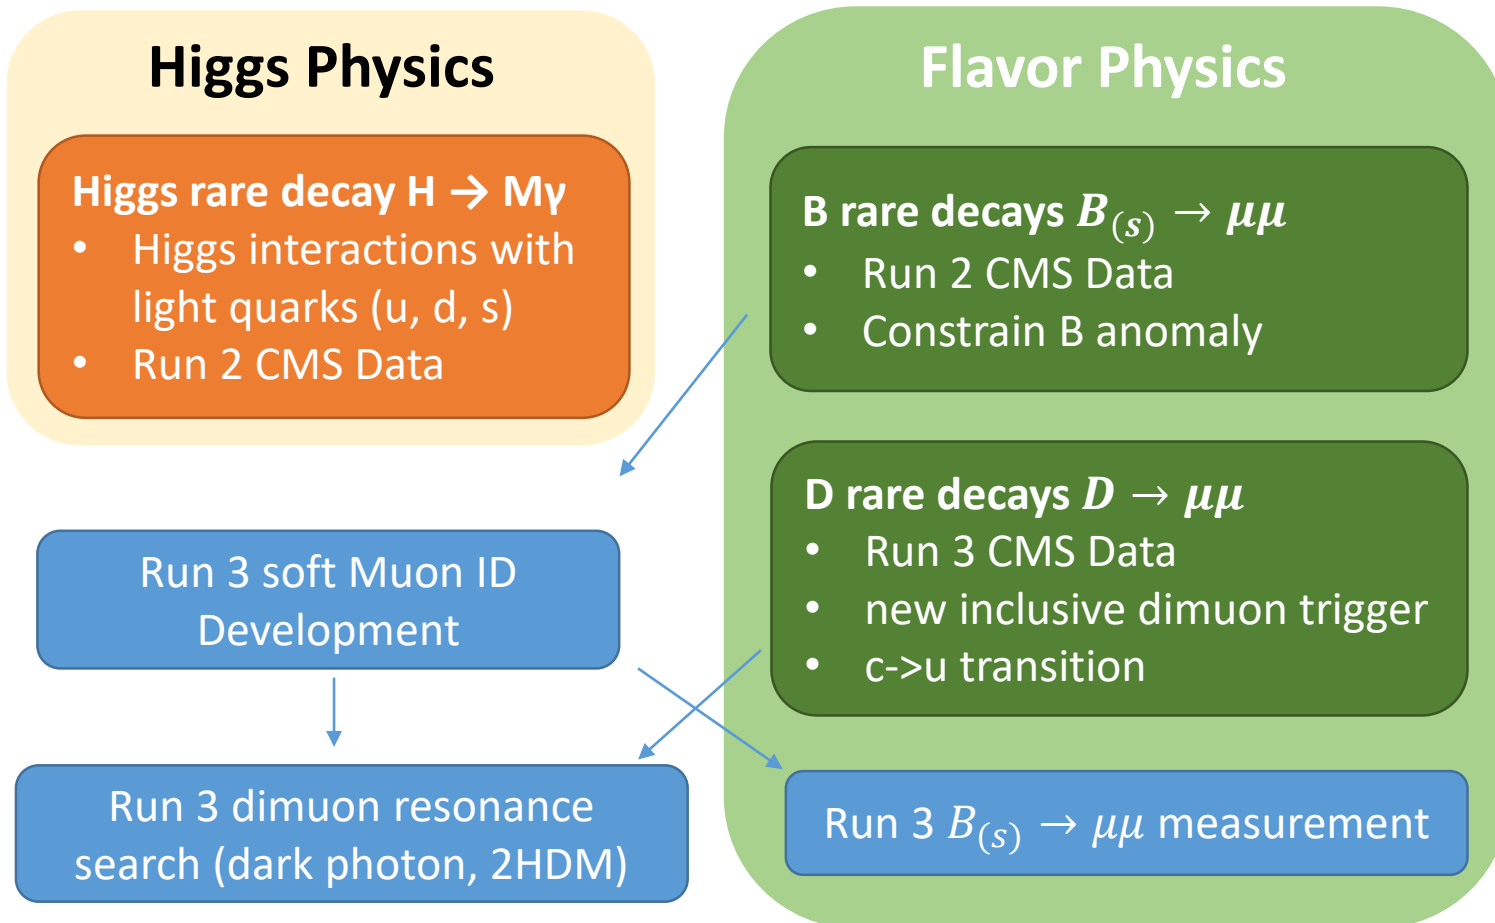 Higgs Physics
Higgs rare decay H → Mγ
• Higgs interactions with
light quarks (u, d, s)
• Run 2 CMS Data
Flavor Physics
B rare decays B(s) → μμ
• Run 2 CMS Data
• Constrain B anomaly
D rare decays D → μμ
• Run 3 CMS Data
• new inclusive dimuon trigger
• c->u transition
Run 3 soft Muon ID
Development
Run 3 dimuon resonance
search (dark photon, 2HDM)
Run 3 B(s) → μμ measurement